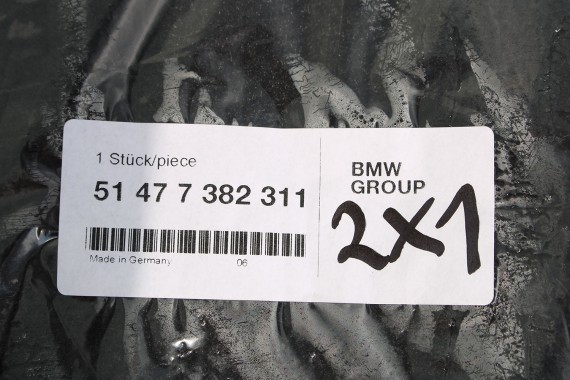 1 Stück/piece
51 47 7 382 311
Made in Germany 06
BMW
GROUP
2x1